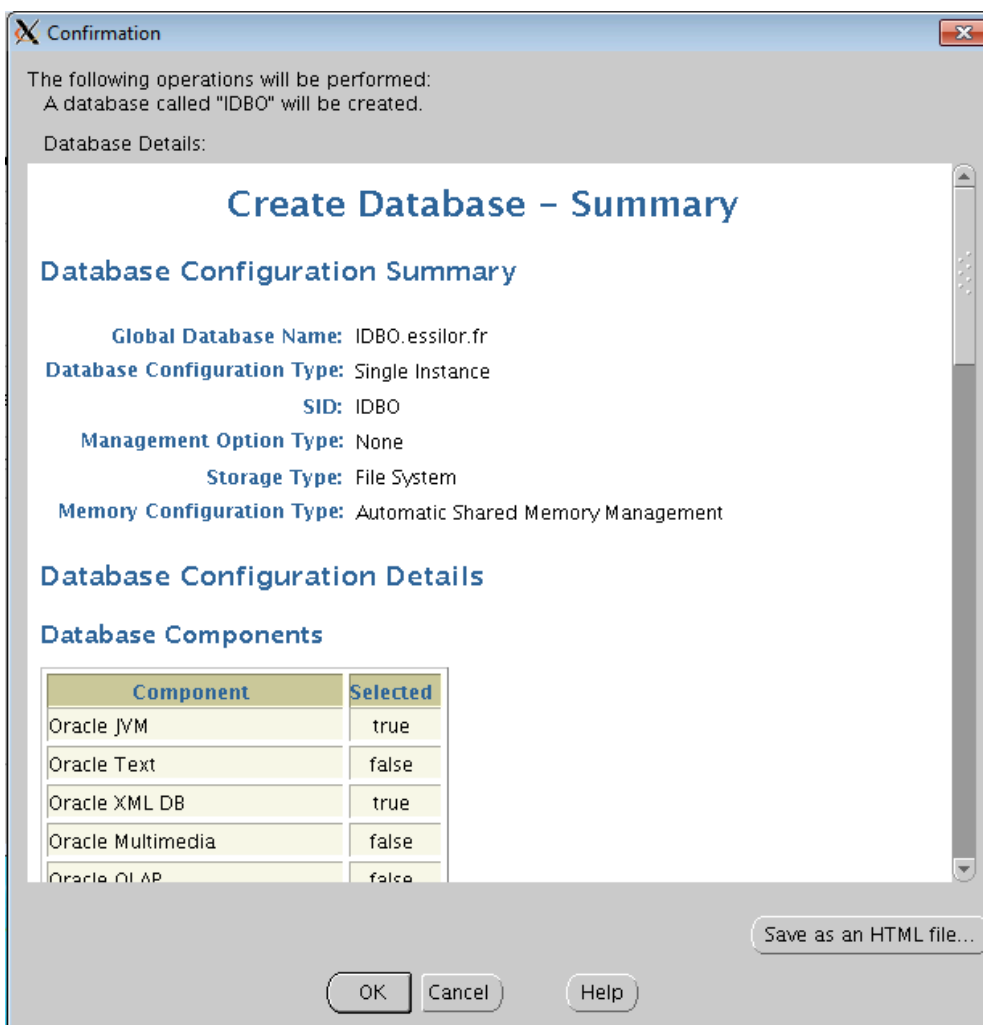 Confirmation
The following operations will be performed:
A database called "IDBO" will be created.
Database Details:
Create Database – Summary
Database Configuration Summary
Global Database Name: IDBO.essilor.fr
Database Configuration Type: Single Instance
SID: IDBO
Management Option Type: None
Storage Type: File System
Memory Configuration Type: Automatic Shared Memory Management
Database Configuration Details
Database Components
Component Selected
Oracle JVM true
Oracle Text false
Oracle XML DB true
Oracle Multimedia false
Oracle OLAP false
Save as an HTML file...
OK Cancel Help